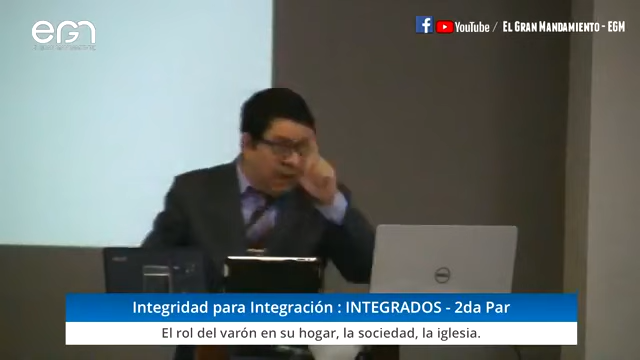 EGM
YouTube / El Gran Mandamiento - EGM
DELL
Integridad para Integración : INTEGRADOS - 2da Par
El rol del varón en su hogar, la sociedad, la iglesia.